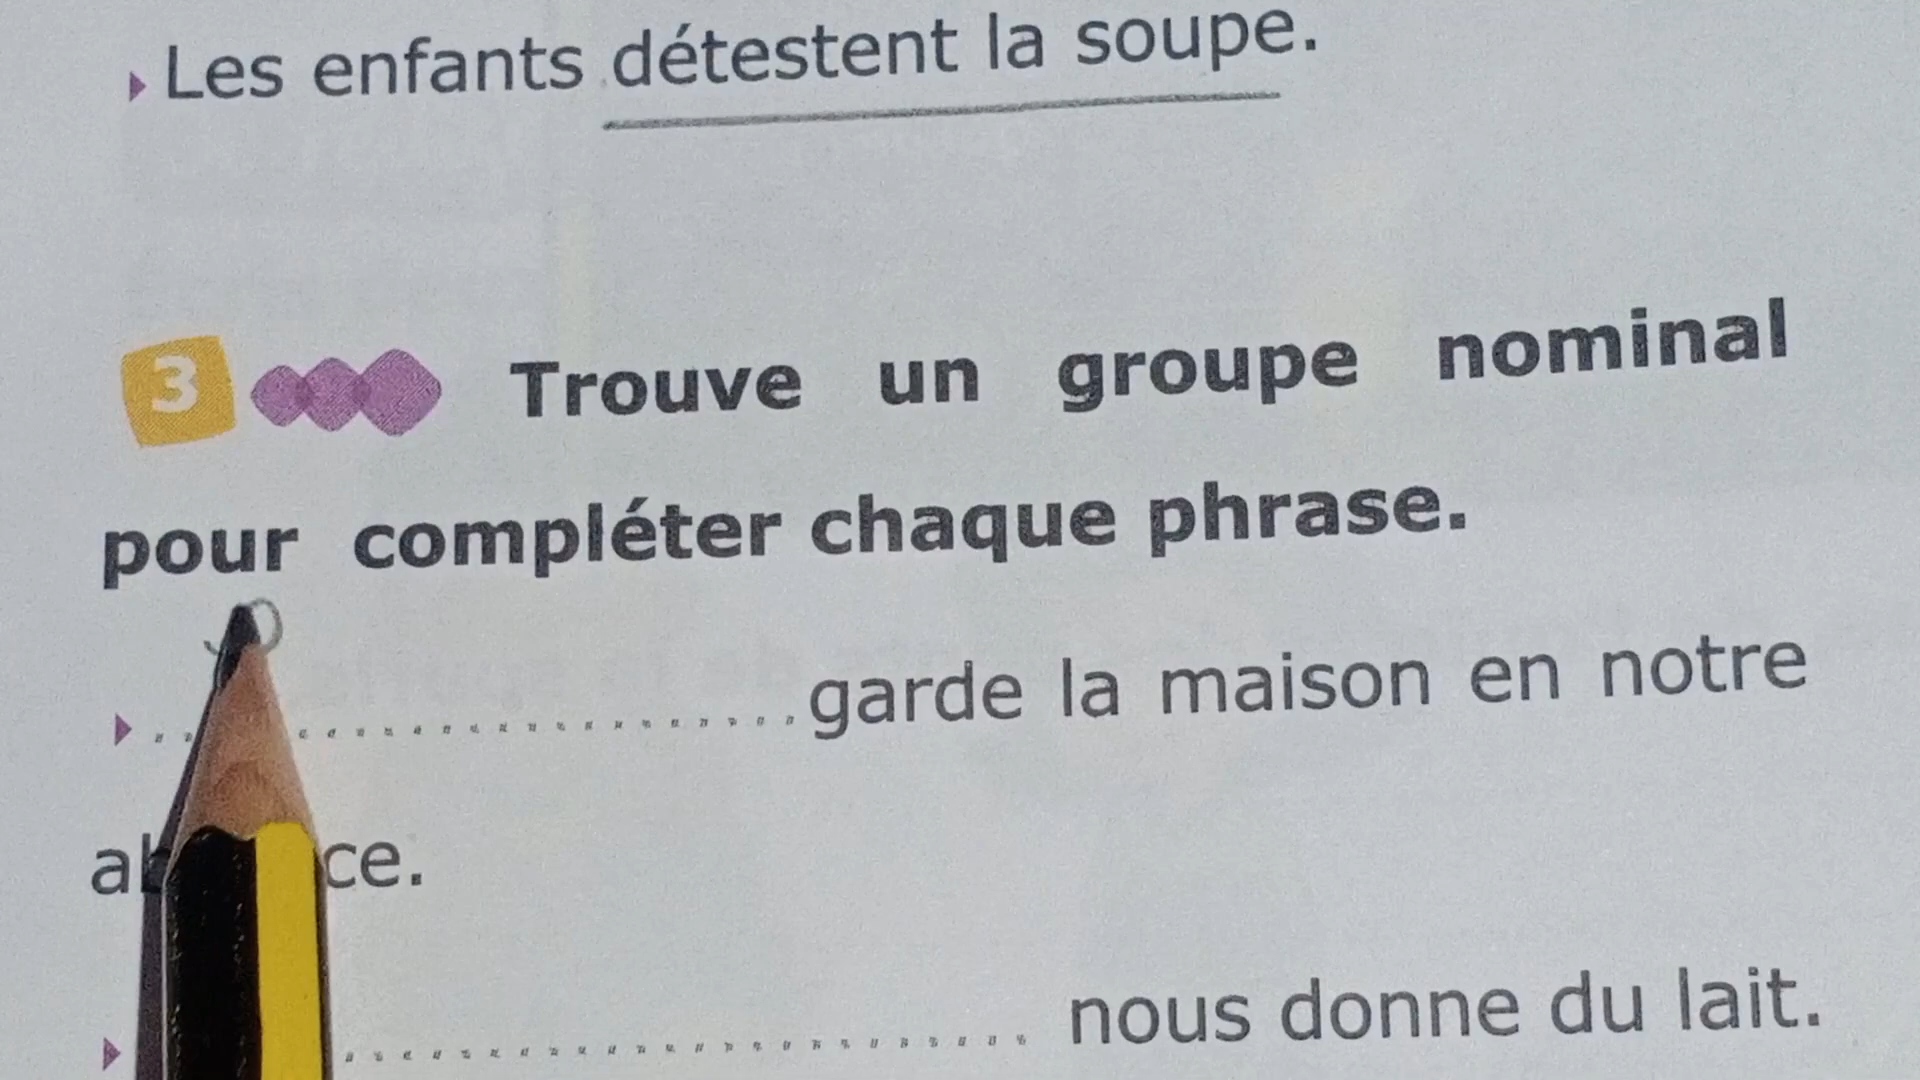 Les enfants détestent la soupe.
3 Trouve un groupe nominal
pour compléter chaque phrase.
........................ garde la maison en notre
........................ nous donne du lait.